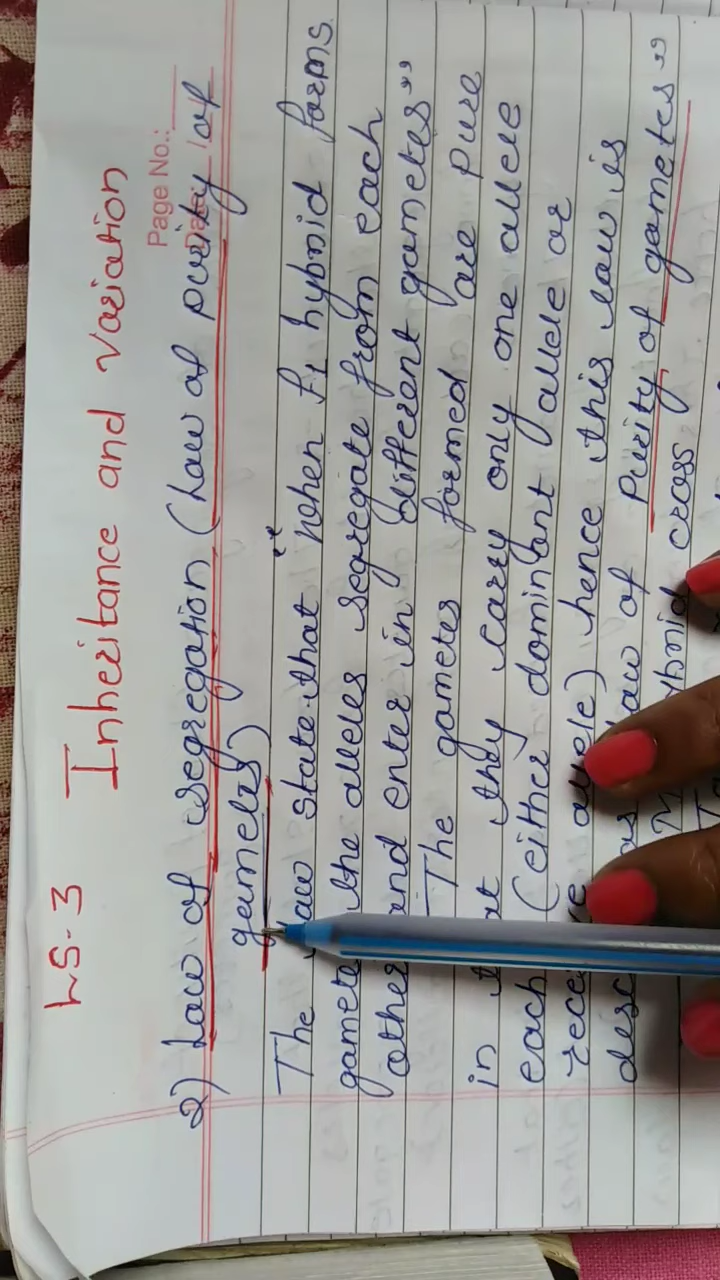 LS-3 Inheritance and variation
Page No.:
2) Law of segregation (Law of purity of
gametes)
The law state that "When F1 hybrid forms
gamete the alleles segregate from each
other and enter in different gametes"
The gametes formed are pure
in that they carry only one allele
each (either dominant allele or
allele) hence this law is
law of purity of gametes"
cross